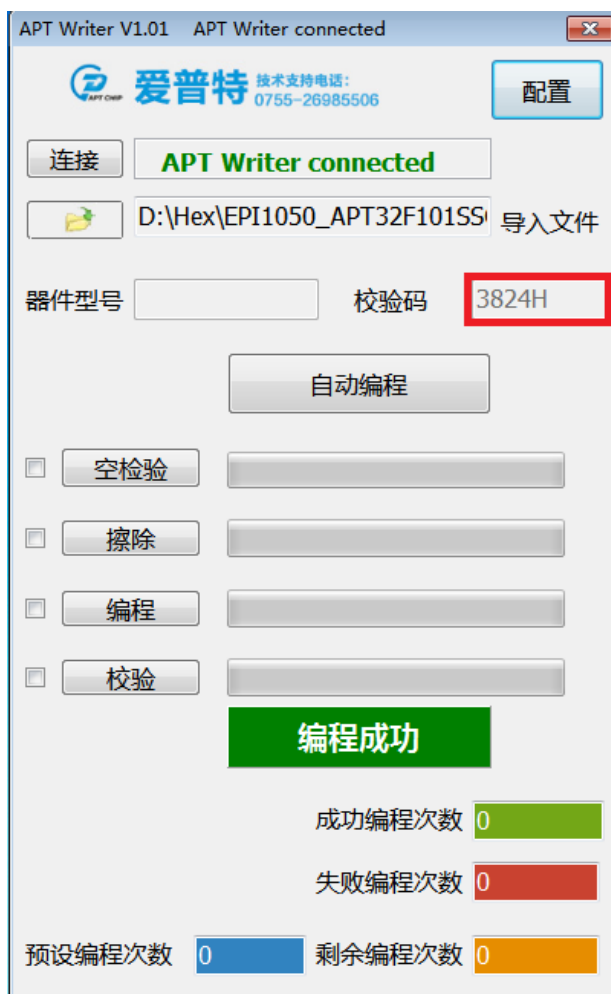 APT Writer V1.01 APT Writer connected
APT CHIP 爱普特 技术支持电话:
0755-26985506
配置
连接 APT Writer connected
D:\Hex\EPI1050_APT32F101SS 导入文件
器件型号 校验码 3824H
自动编程
空检验
擦除
编程
校验
编程成功
成功编程次数 0
失败编程次数 0
预设编程次数 0 剩余编程次数 0